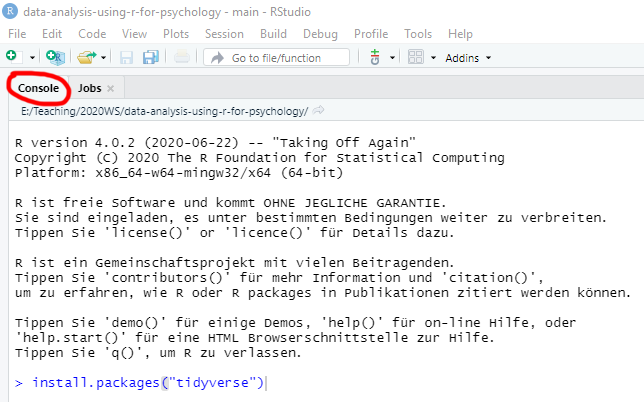 data-analysis-using-r-for-psychology - main - RStudio
File Edit Code View Plots Session Build Debug Profile Tools Help
Go to file/function Addins
Console Jobs
E:/Teaching/2020WS/data-analysis-using-r-for-psychology/
R version 4.0.2 (2020-06-22) -- "Taking Off Again"
Copyright (C) 2020 The R Foundation for Statistical Computing
Platform: x86_64-w64-mingw32/x64 (64-bit)
R ist freie Software und kommt OHNE JEGLICHE GARANTIE.
Sie sind eingeladen, es unter bestimmten Bedingungen weiter zu verbreiten.
Tippen Sie 'license()' or 'licence()' für Details dazu.
R ist ein Gemeinschaftsprojekt mit vielen Beitragenden.
Tippen Sie 'contributors()' für mehr Information und 'citation()',
um zu erfahren, wie R oder R packages in Publikationen zitiert werden können.
Tippen Sie 'demo()' für einige Demos, 'help()' für on-line Hilfe, oder
'help.start()' für eine HTML Browserschnittstelle zur Hilfe.
Tippen Sie 'q()', um R zu verlassen.
> install.packages("tidyverse")